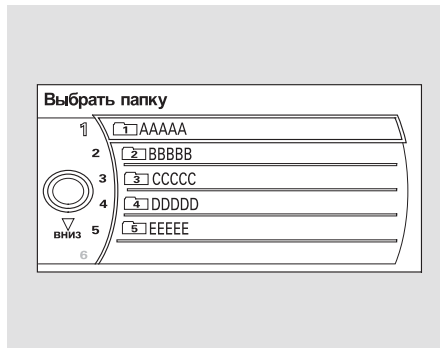 Выбрать папку
1 1 AAAAA
2 2 BBBBB
3 3 CCCCC
4 4 DDDDD
вниз 5 5 EEEEE
6